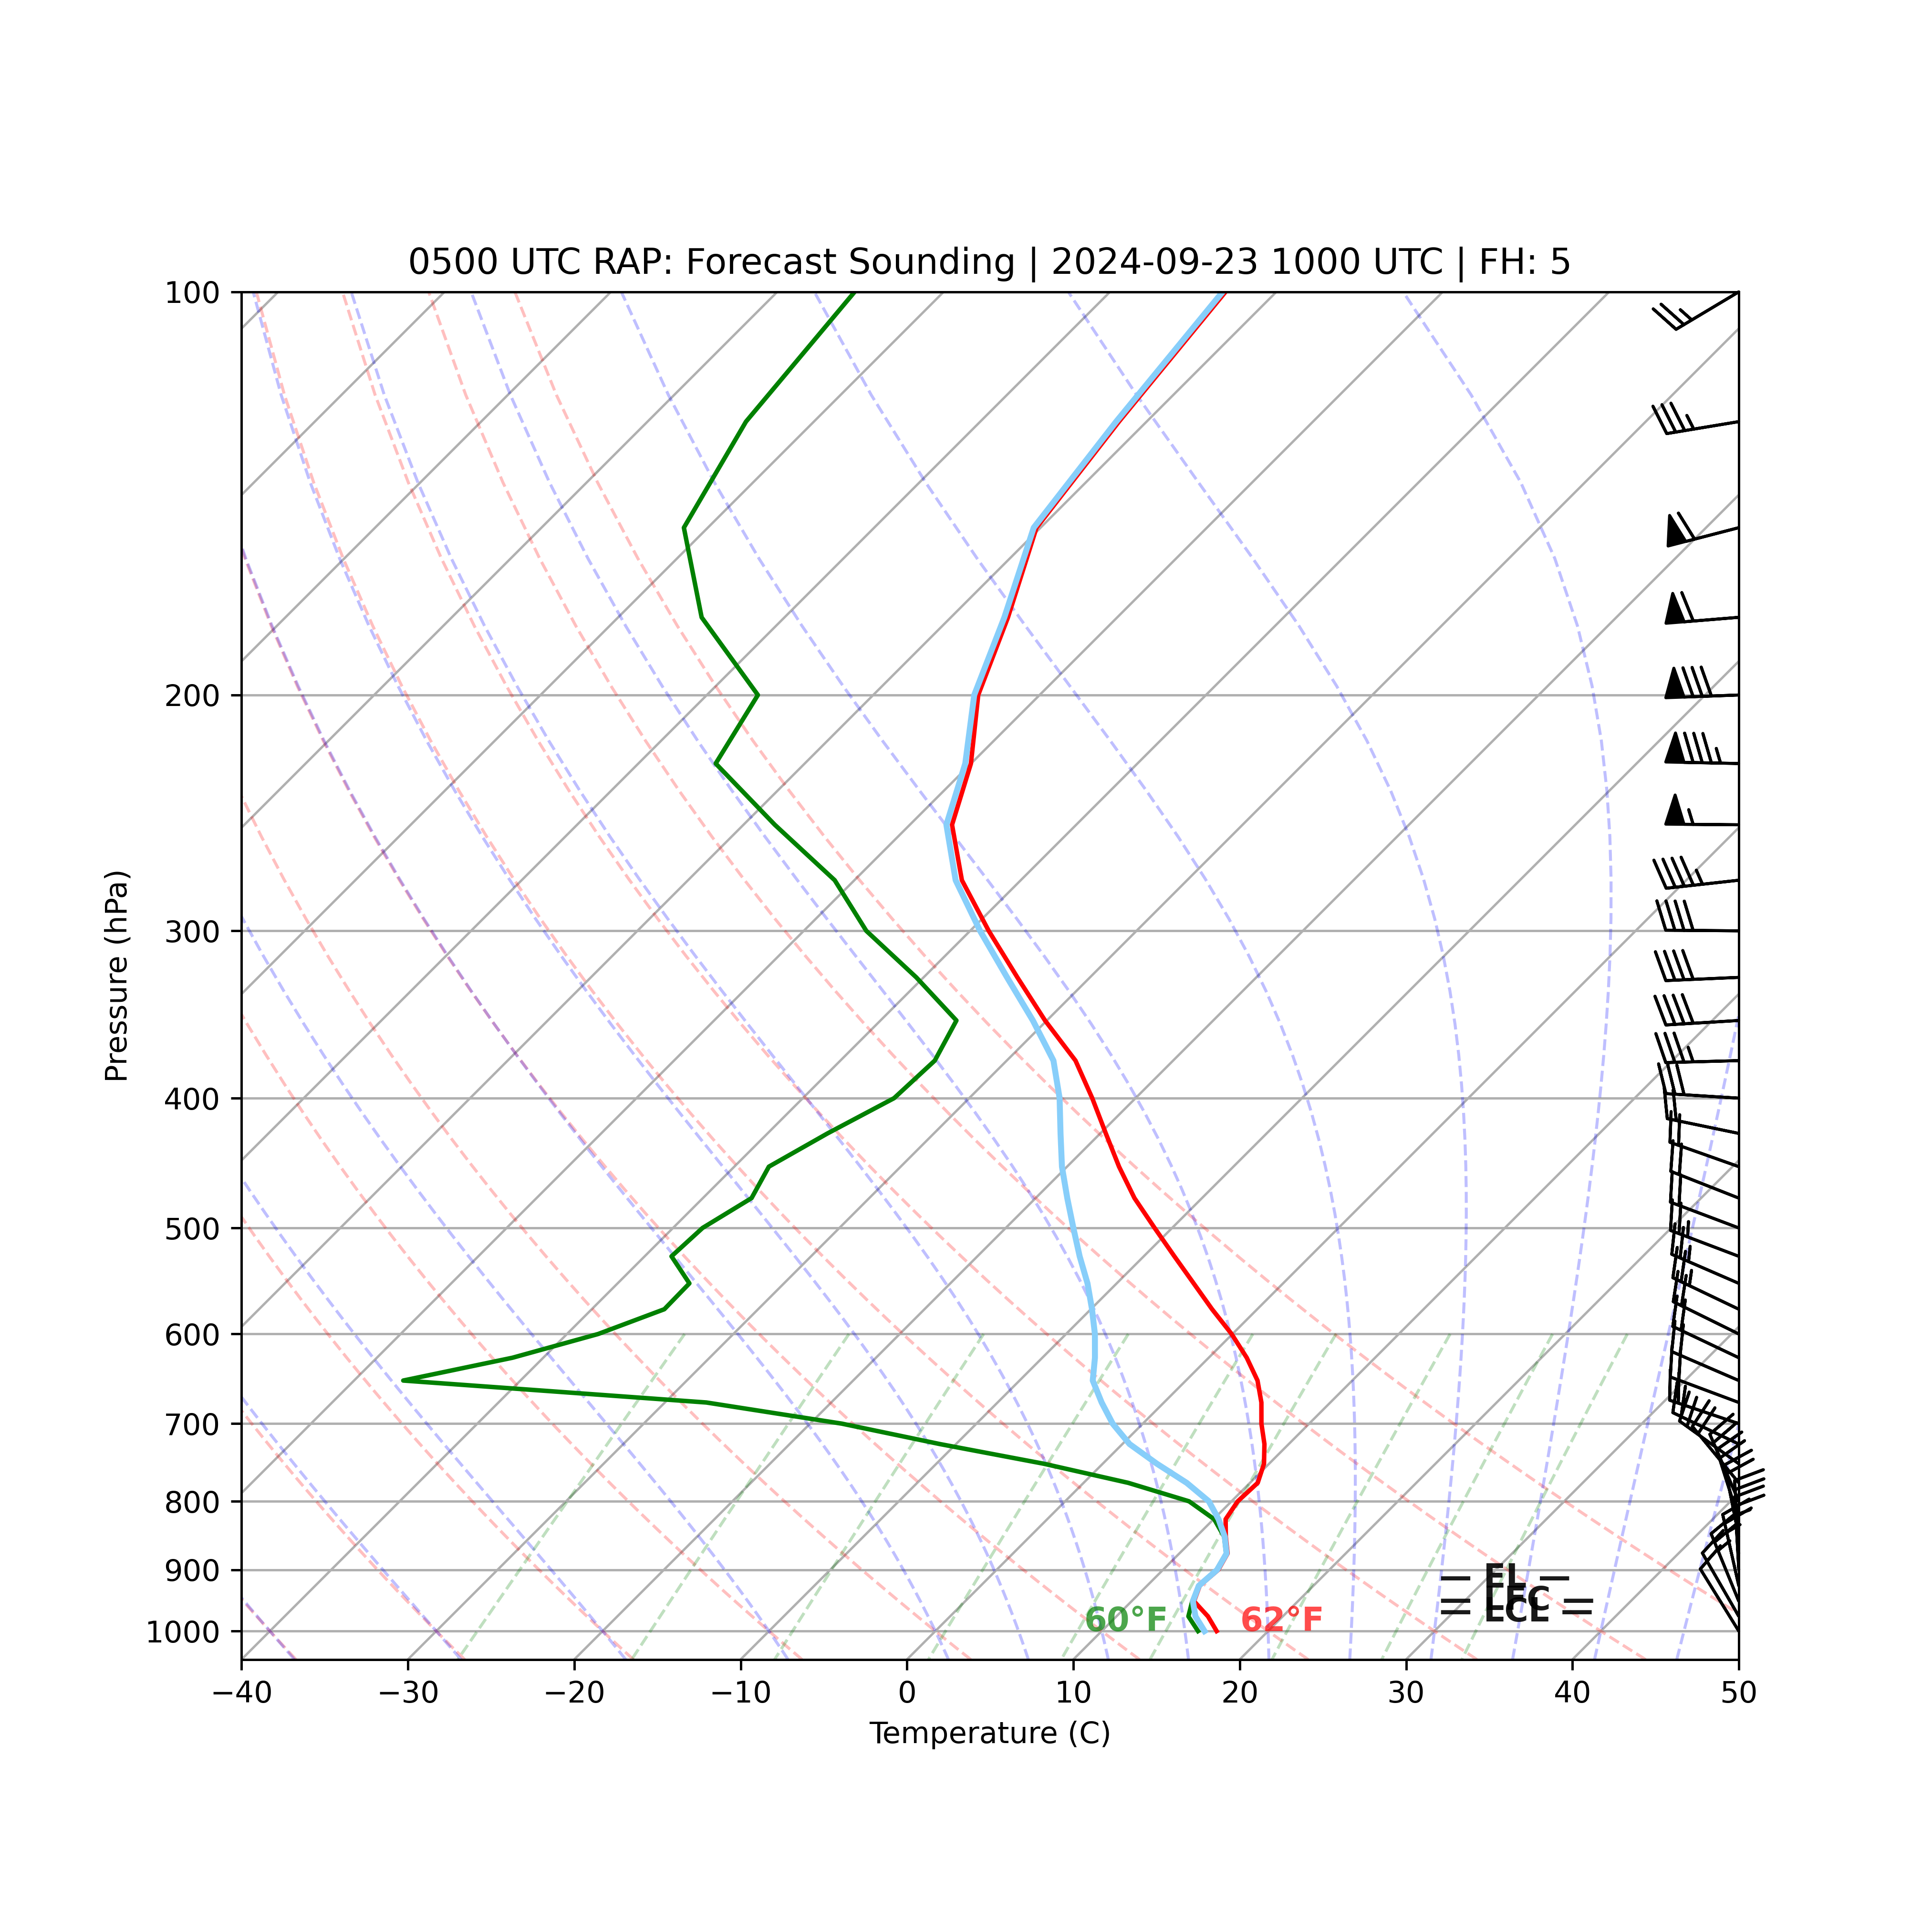 0500 UTC RAP: Forecast Sounding | 2024-09-23 1000 UTC | FH: 5
100
200
300
400
500
600
700
800
900
1000
Pressure (hPa)
— EL —
— LFC —
— LCL —
60°F 62°F
−40 −30 −20 −10 0 10 20 30 40 50
Temperature (C)